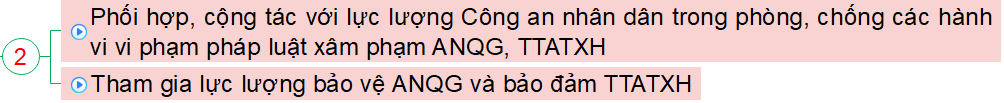 2
Phối hợp, cộng tác với lực lượng Công an nhân dân trong phòng, chống các hành
vi vi phạm pháp luật xâm phạm ANQG, TTATXH
Tham gia lực lượng bảo vệ ANQG và bảo đảm TTATXH